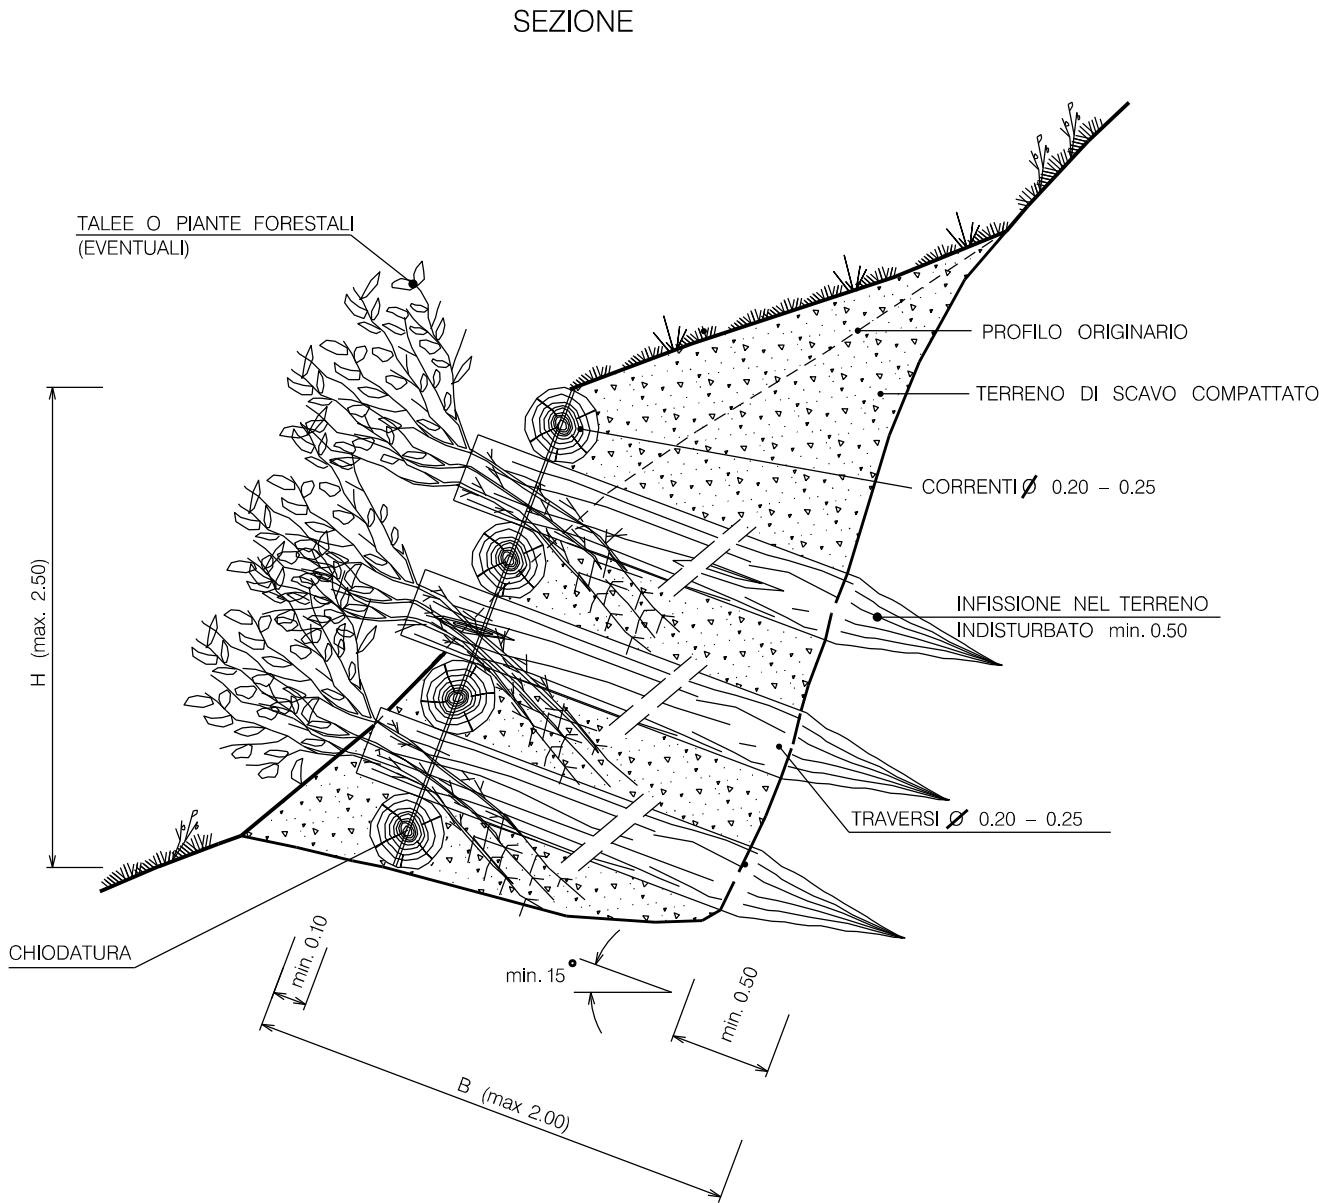 SEZIONE
TALEE O PIANTE FORESTALI
(EVENTUALI)
PROFILO ORIGINARIO
TERRENO DI SCAVO COMPATTATO
CORRENTI Ø 0.20 - 0.25
INFISSIONE NEL TERRENO
INDISTURBATO min. 0.50
H (max. 2.50)
TRAVERSI Ø 0.20 - 0.25
CHIODATURA
min. 0.10
min. 15°
min. 0.50
B (max 2.00)